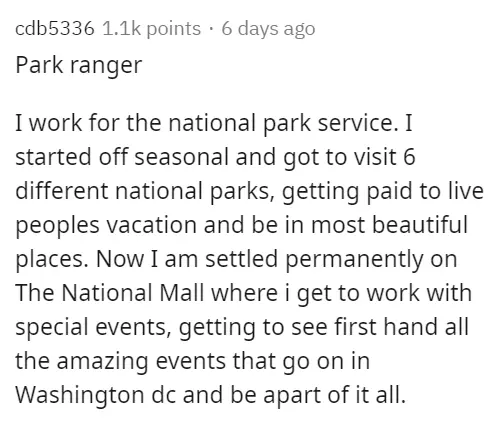 cdb5336 1.1k points · 6 days ago
Park ranger
I work for the national park service. I
started off seasonal and got to visit 6
different national parks, getting paid to live
peoples vacation and be in most beautiful
places. Now I am settled permanently on
The National Mall where i get to work with
special events, getting to see first hand all
the amazing events that go on in
Washington dc and be apart of it all.